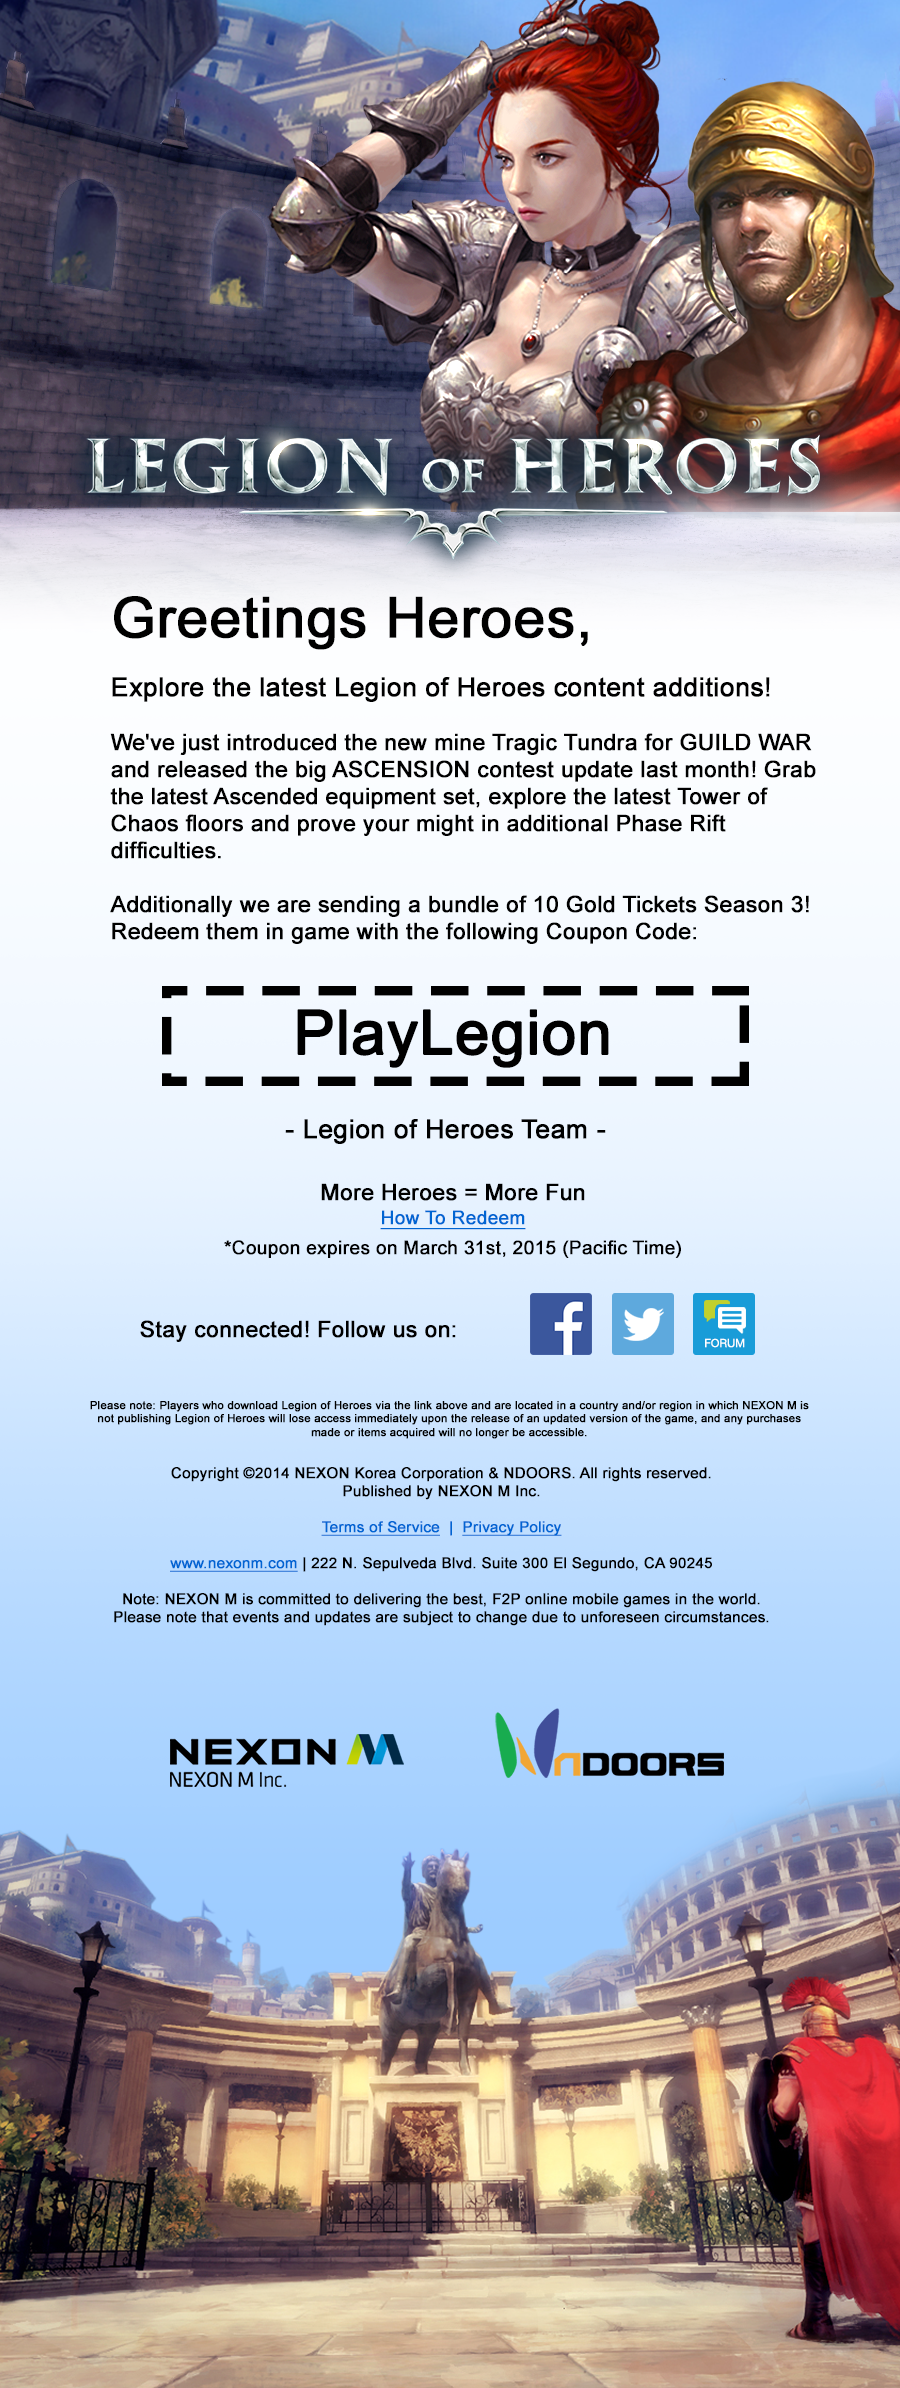 LEGION OF HEROES
Greetings Heroes,
Explore the latest Legion of Heroes content additions!
We've just introduced the new mine Tragic Tundra for GUILD WAR
and released the big ASCENSION contest update last month! Grab
the latest Ascended equipment set, explore the latest Tower of
Chaos floors and prove your might in additional Phase Rift
difficulties.
Additionally we are sending a bundle of 10 Gold Tickets Season 3!
Redeem them in game with the following Coupon Code:
PlayLegion
- Legion of Heroes Team -
More Heroes = More Fun
How To Redeem
*Coupon expires on March 31st, 2015 (Pacific Time)
Stay connected! Follow us on:
FORUM
Please note: Players who download Legion of Heroes via the link above and are located in a country and/or region in which NEXON M is
not publishing Legion of Heroes will lose access immediately upon the release of an updated version of the game, and any purchases
made or items acquired will no longer be accessible.
Copyright ©2014 NEXON Korea Corporation & NDOORS. All rights reserved.
Published by NEXON M Inc.
Terms of Service | Privacy Policy
www.nexonm.com | 222 N. Sepulveda Blvd. Suite 300 El Segundo, CA 90245
Note: NEXON M is committed to delivering the best, F2P online mobile games in the world.
Please note that events and updates are subject to change due to unforeseen circumstances.
NEXON M
NEXON M Inc.
nDOORS